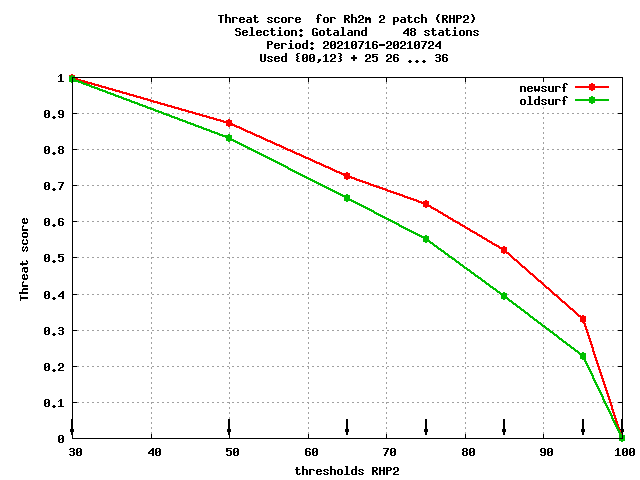 Threat score  for Rh2m 2 patch (RHP2)
Selection: Gotaland     48 stations
Period: 20210716-20210724
Used {00,12} + 25 26 ... 36
newsurf
oldsurf
1
0.9
0.8
0.7
0.6
0.5
0.4
0.3
0.2
0.1
0
Threat score
30 40 50 60 70 80 90 100
thresholds RHP2